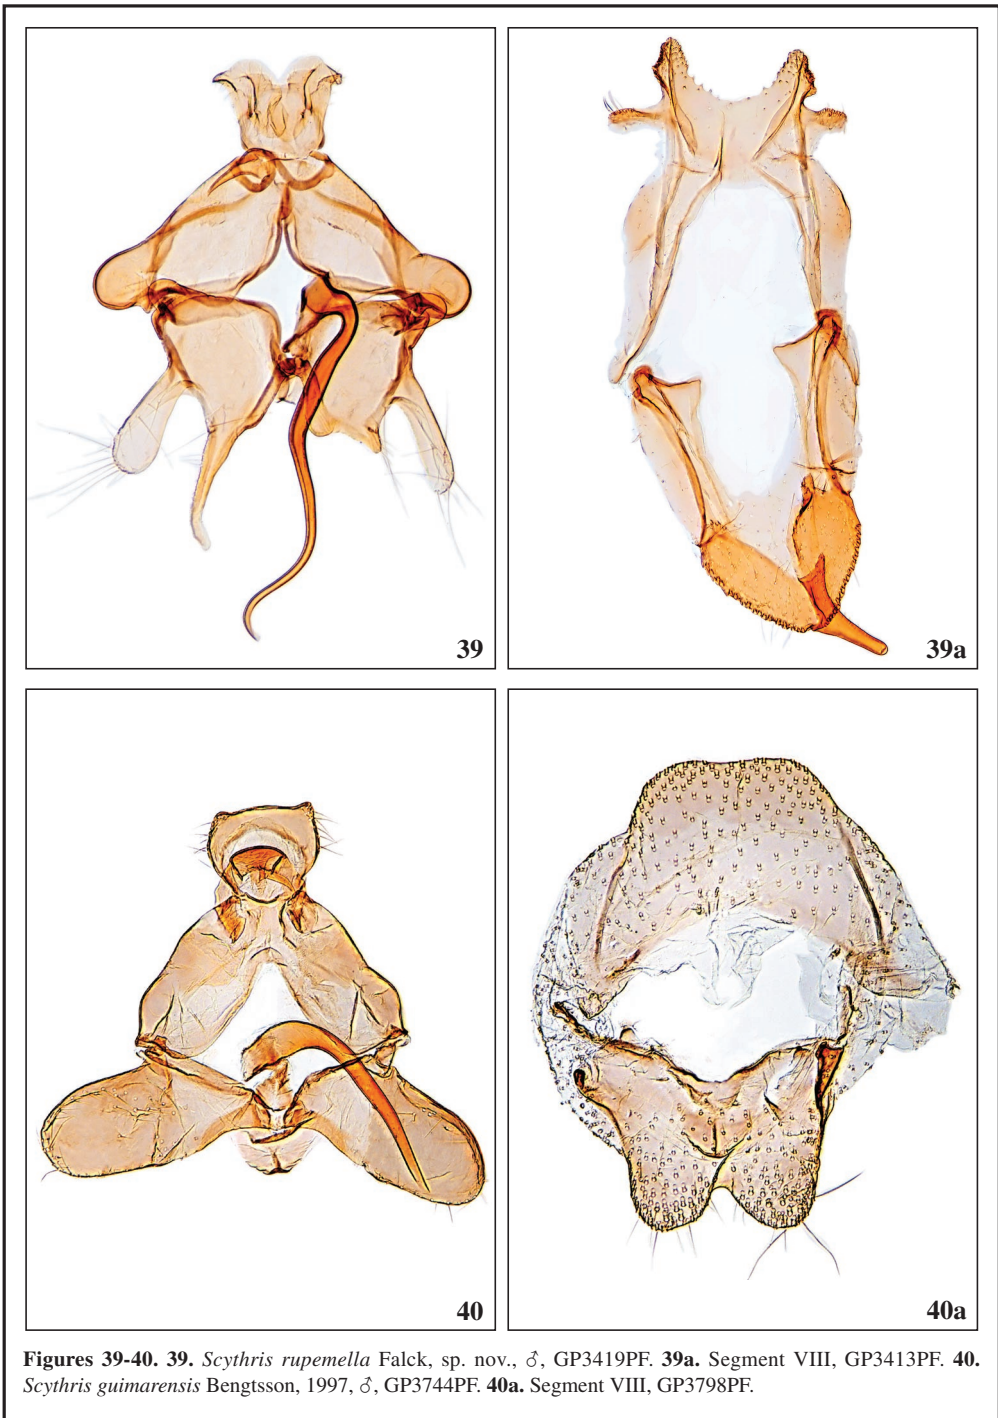 39
39a
40
40a
Figures 39-40. 39. Scythris rupemella Falck, sp. nov., ♂, GP3419PF. 39a. Segment VIII, GP3413PF. 40.
Scythris guimarensis Bengtsson, 1997, ♂, GP3744PF. 40a. Segment VIII, GP3798PF.